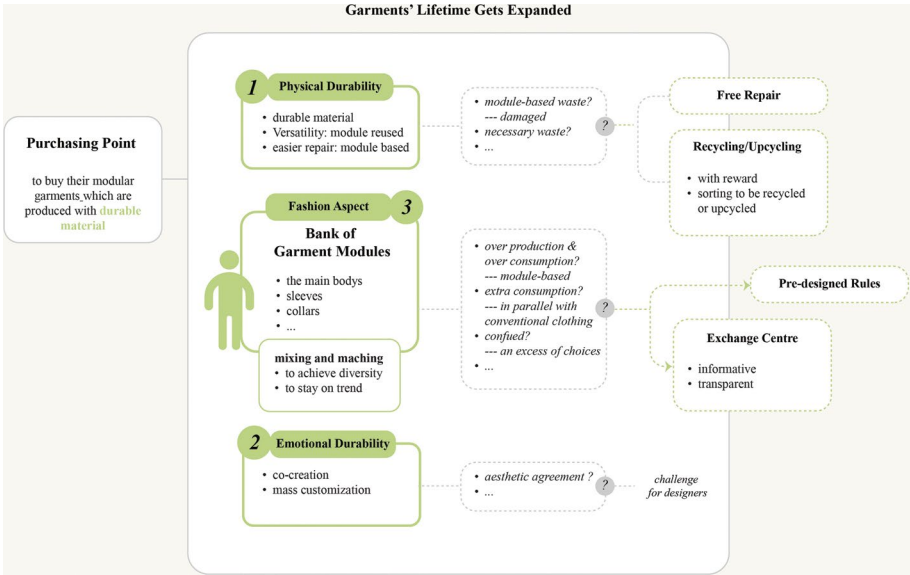 Garments' Lifetime Gets Expanded
Purchasing Point
to buy their modular
garments which are
produced with durable
material
1
Physical Durability
• durable material
• Versatility: module reused
• easier repair: module based
• module-based waste?
--- damaged
• necessary waste?
• ...
?
Free Repair
Recycling/Upcycling
• with reward
• sorting to be recycled
or upcycled
Fashion Aspect
3
Bank of
Garment Modules
• the main bodys
• sleeves
• collars
• ...
mixing and maching
• to achieve diversity
• to stay on trend
• over production &
over consumption?
--- module-based
• extra consumption?
--- in parallel with
conventional clothing
• confued?
--- an excess of choices
• ...
?
Pre-designed Rules
Exchange Centre
• informative
• transparent
2
Emotional Durability
• co-creation
• mass customization
• aesthetic agreement ?
• ...
?
challenge
for designers